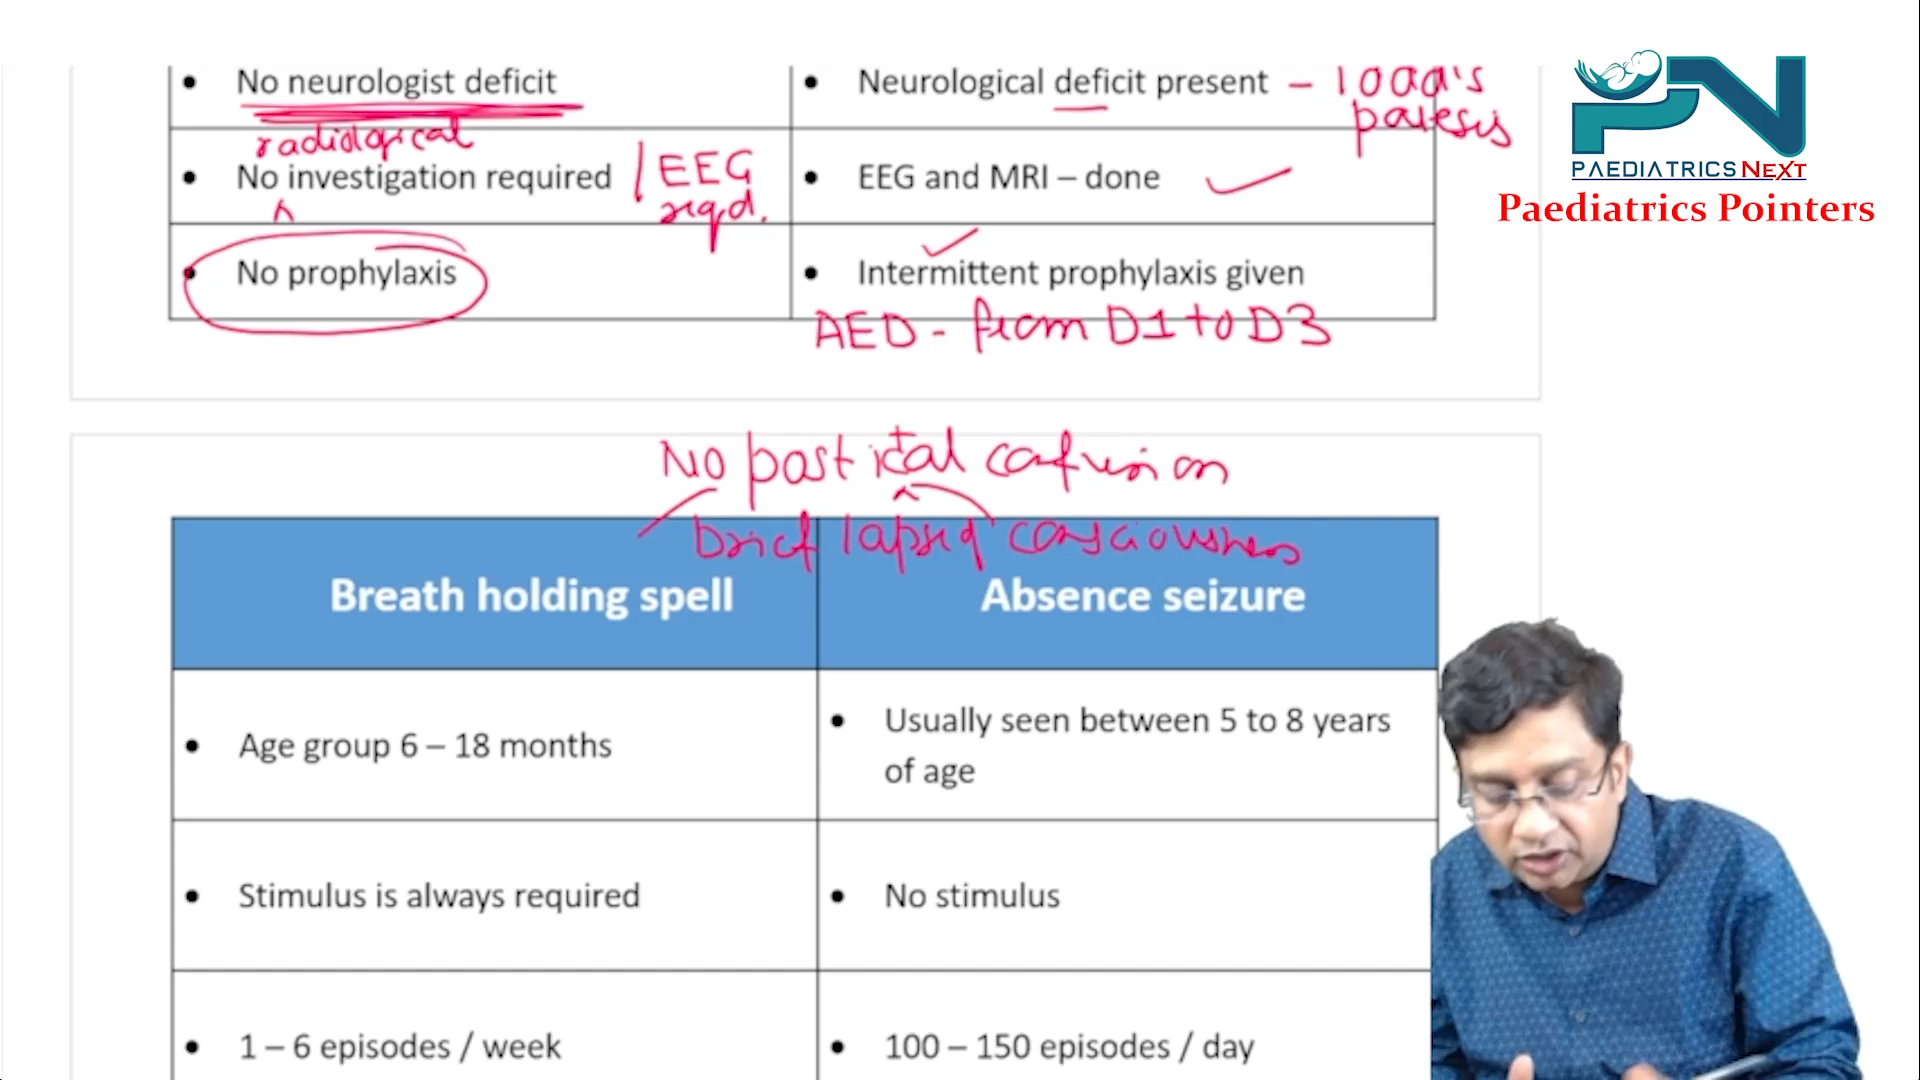 • No neurologist deficit
• Neurological deficit present – Todd's
paresis
radiological
• No investigation required / EEG
reqd.
• EEG and MRI – done
• No prophylaxis
• Intermittent prophylaxis given
AED - from D1 to D3
PN
PAEDIATRICS NEXT
Paediatrics Pointers
No post ictal confusion
brief lapse consciousness
Breath holding spell
Absence seizure
• Age group 6 – 18 months
• Usually seen between 5 to 8 years
of age
• Stimulus is always required
• No stimulus
• 1 – 6 episodes / week
• 100 – 150 episodes / day